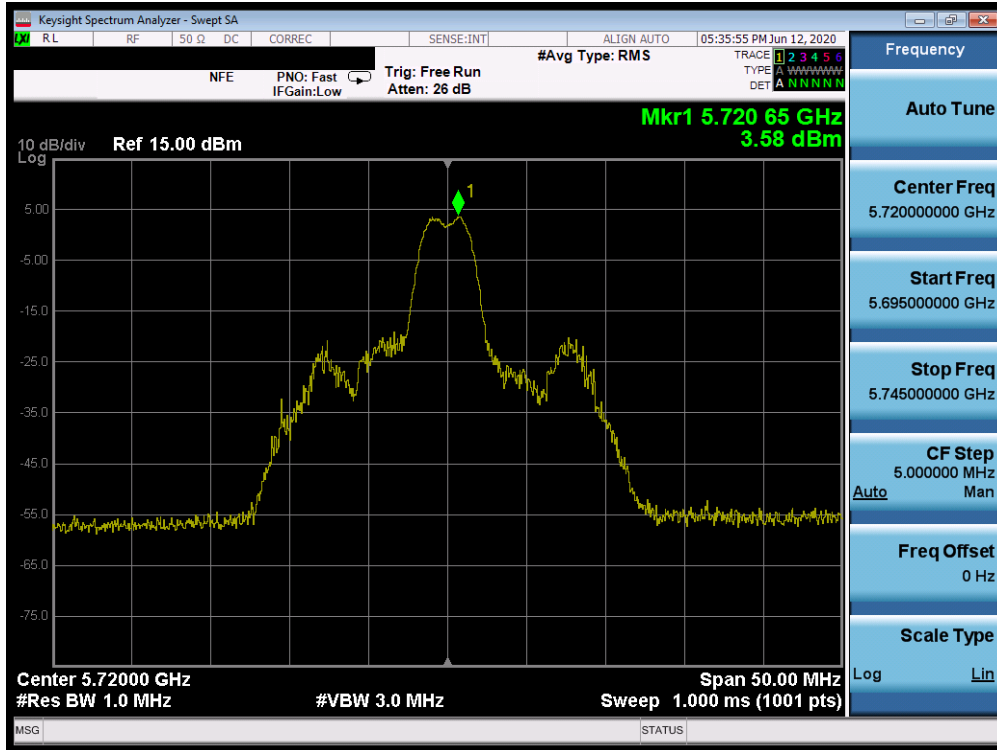 Keysight Spectrum Analyzer - Swept SA
LXI RL RF 50 Ω DC CORREC SENSE:INT ALIGN AUTO 05:35:55 PM Jun 12, 2020
Frequency
#Avg Type: RMS
TRACE 1 2 3 4 5 6
NFE PNO: Fast Trig: Free Run TYPE A WWWWW
IFGain:Low Atten: 26 dB DET A N N N N N
Auto Tune
Mkr1 5.720 65 GHz
3.58 dBm
10 dB/div Ref 15.00 dBm
Log
1
5.00
-5.00
-15.0
-25.0
-35.0
-45.0
-55.0
-65.0
-75.0
Center Freq
5.720000000 GHz
Start Freq
5.695000000 GHz
Stop Freq
5.745000000 GHz
CF Step
5.000000 MHz
Auto Man
Freq Offset
0 Hz
Scale Type
Log Lin
Center 5.72000 GHz Span 50.00 MHz
#Res BW 1.0 MHz #VBW 3.0 MHz Sweep 1.000 ms (1001 pts)
MSG STATUS